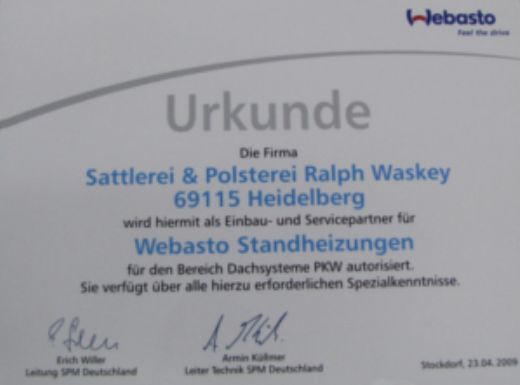 Webasto
Feel the drive
Urkunde
Die Firma
Sattlerei & Polsterei Ralph Waskey
69115 Heidelberg
wird hiermit als Einbau- und Servicepartner für
Webasto Standheizungen
für den Bereich Dachsysteme PKW autorisiert.
Sie verfügt über alle hierzu erforderlichen Spezialkenntnisse.
Erich Willer
Leitung SPM Deutschland
Armin Küllmer
Leiter Technik SPM Deutschland
Stockdorf, 23.04.2009